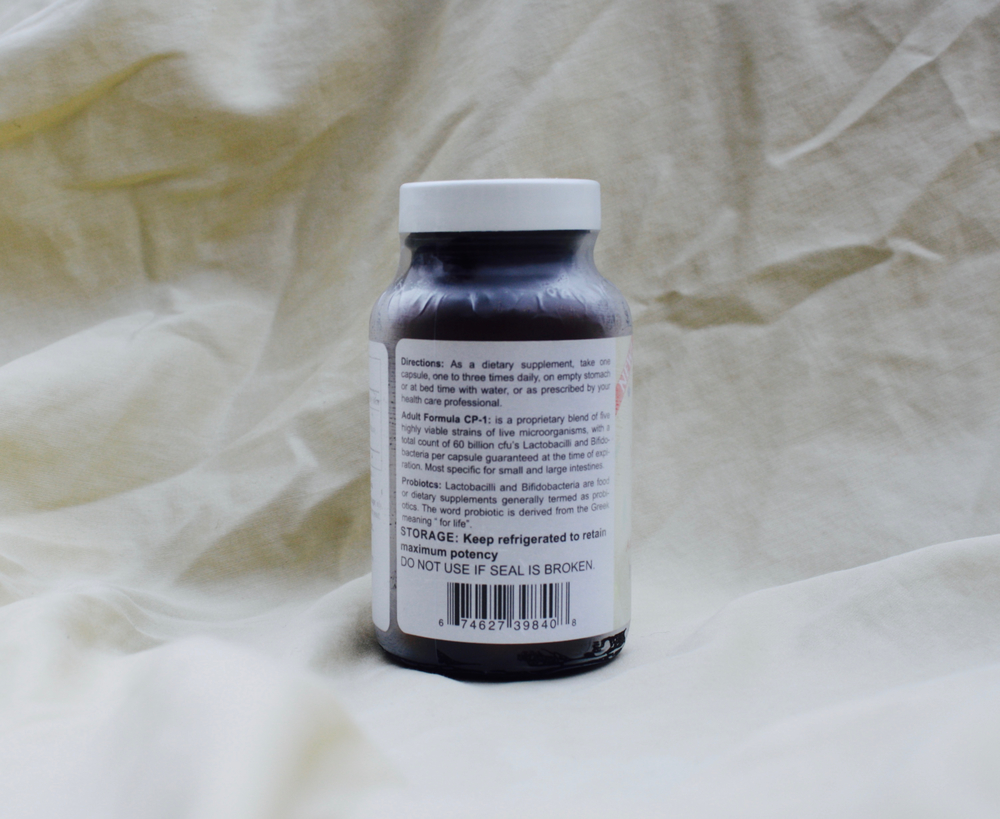 Directions: As a dietary supplement, take one
capsule, one to three times daily, on empty stomach
or at bed time with water, or as prescribed by your
health care professional.
Adult Formula CP-1: is a proprietary blend of five
highly viable strains of live microorganisms, with a
total count of 60 billion cfu's Lactobacilli and Bifido-
bacteria per capsule guaranteed at the time of expi-
ration. Most specific for small and large intestines.
Probiotcs: Lactobacilli and Bifidobacteria are food
or dietary supplements generally termed as probi-
otics. The word probiotic is derived from the Greek
meaning " for life".
STORAGE: Keep refrigerated to retain
maximum potency
DO NOT USE IF SEAL IS BROKEN.
6 74627 39840 8